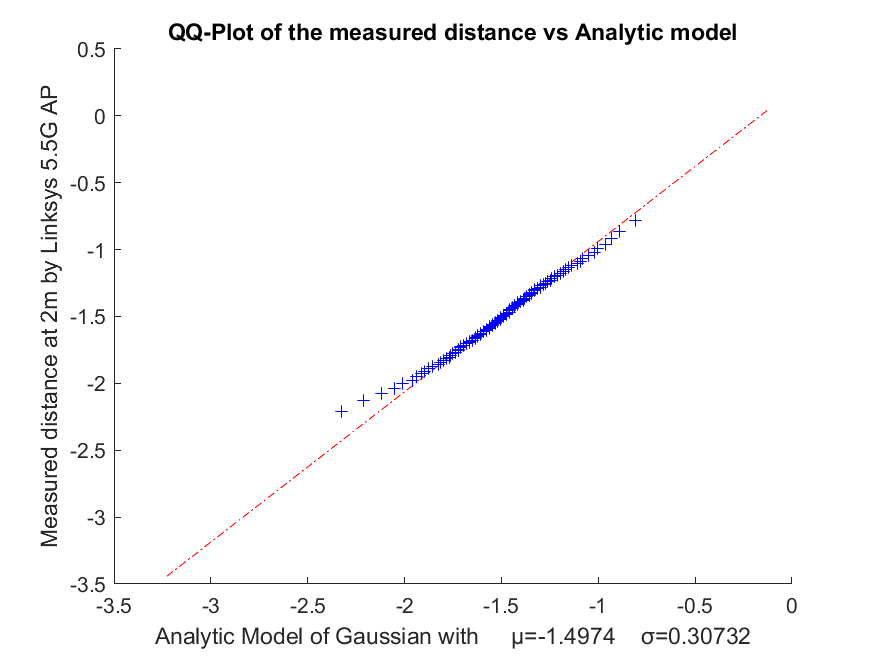 QQ-Plot of the measured distance vs Analytic model
Measured distance at 2m by Linksys 5.5G AP
0.5
0
-0.5
-1
-1.5
-2
-2.5
-3
-3.5
-3.5 -3 -2.5 -2 -1.5 -1 -0.5 0
Analytic Model of Gaussian with μ=-1.4974 σ=0.30732